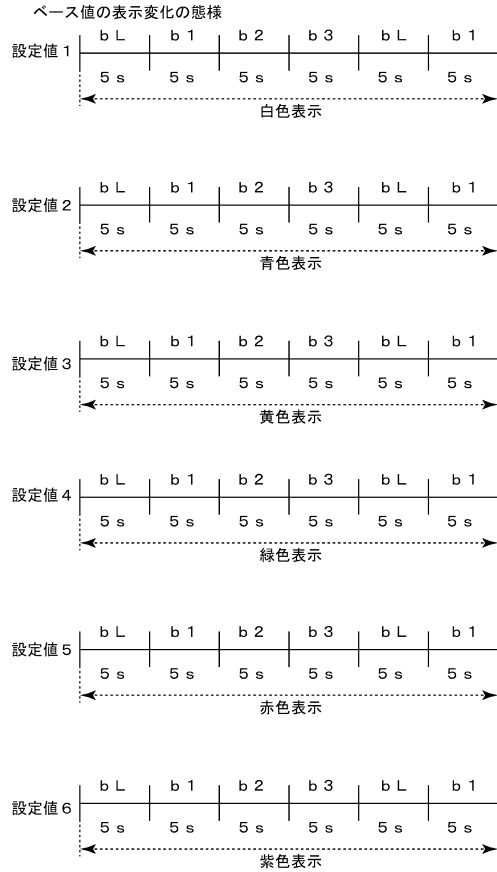 ベース値の表示変化の態様
ｂＬ ｂ１ ｂ２ ｂ３ ｂＬ ｂ１
設定値１
５ｓ ５ｓ ５ｓ ５ｓ ５ｓ ５ｓ
白色表示
ｂＬ ｂ１ ｂ２ ｂ３ ｂＬ ｂ１
設定値２
５ｓ ５ｓ ５ｓ ５ｓ ５ｓ ５ｓ
青色表示
ｂＬ ｂ１ ｂ２ ｂ３ ｂＬ ｂ１
設定値３
５ｓ ５ｓ ５ｓ ５ｓ ５ｓ ５ｓ
黄色表示
ｂＬ ｂ１ ｂ２ ｂ３ ｂＬ ｂ１
設定値４
５ｓ ５ｓ ５ｓ ５ｓ ５ｓ ５ｓ
緑色表示
ｂＬ ｂ１ ｂ２ ｂ３ ｂＬ ｂ１
設定値５
５ｓ ５ｓ ５ｓ ５ｓ ５ｓ ５ｓ
赤色表示
ｂＬ ｂ１ ｂ２ ｂ３ ｂＬ ｂ１
設定値６
５ｓ ５ｓ ５ｓ ５ｓ ５ｓ ５ｓ
紫色表示